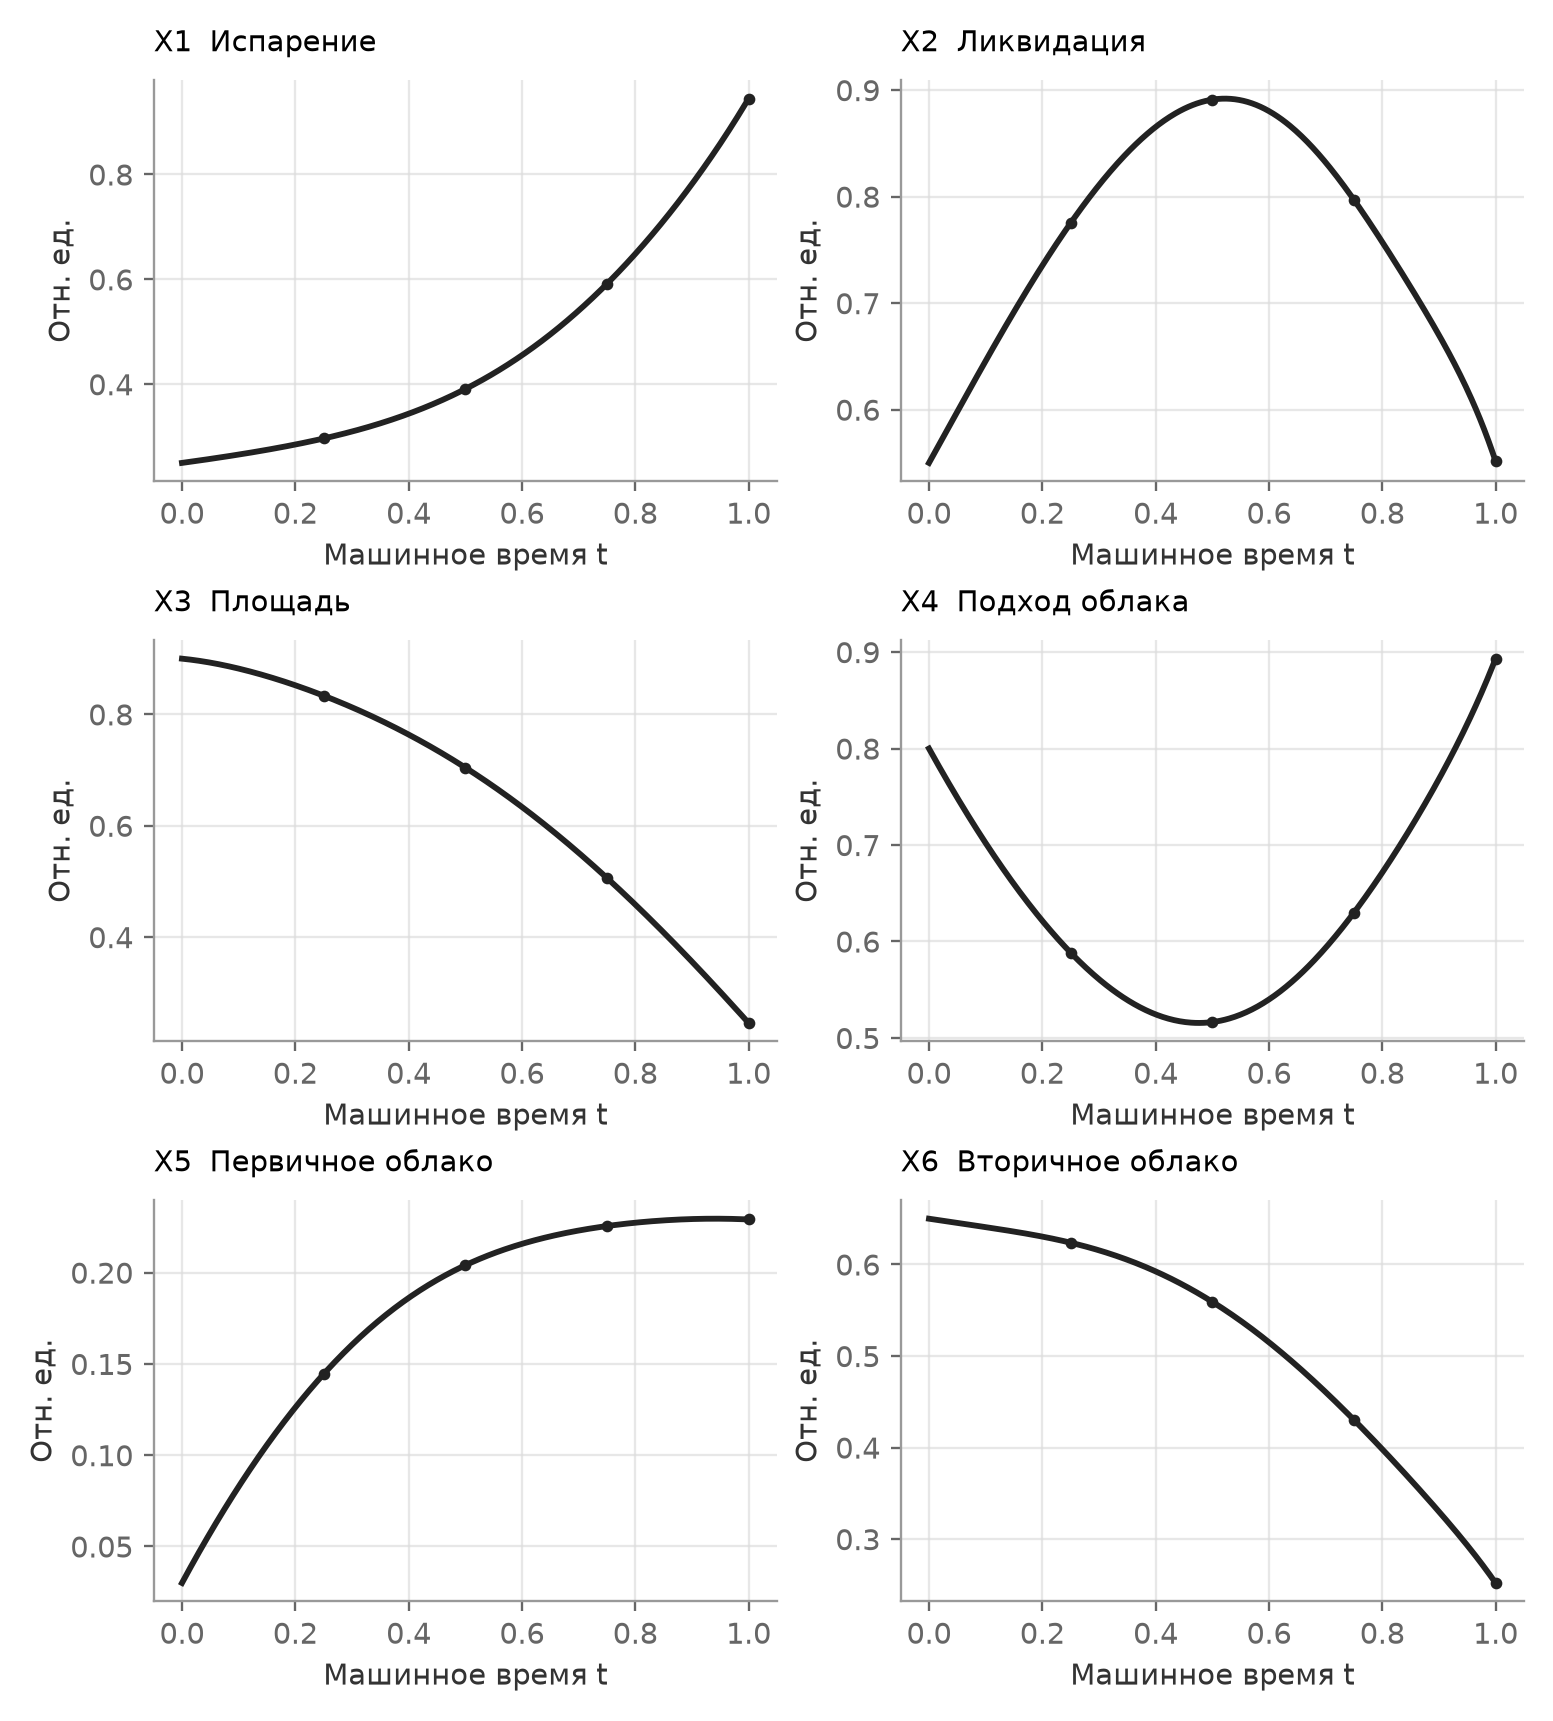 X1 Испарение
0.8
0.6
0.4
Отн. ед.
0.0 0.2 0.4 0.6 0.8 1.0
Машинное время t
X2 Ликвидация
0.9
0.8
0.7
0.6
Отн. ед.
0.0 0.2 0.4 0.6 0.8 1.0
Машинное время t
X3 Площадь
0.8
0.6
0.4
Отн. ед.
0.0 0.2 0.4 0.6 0.8 1.0
Машинное время t
X4 Подход облака
0.9
0.8
0.7
0.6
0.5
Отн. ед.
0.0 0.2 0.4 0.6 0.8 1.0
Машинное время t
X5 Первичное облако
0.20
0.15
0.10
0.05
Отн. ед.
0.0 0.2 0.4 0.6 0.8 1.0
Машинное время t
X6 Вторичное облако
0.6
0.5
0.4
0.3
Отн. ед.
0.0 0.2 0.4 0.6 0.8 1.0
Машинное время t